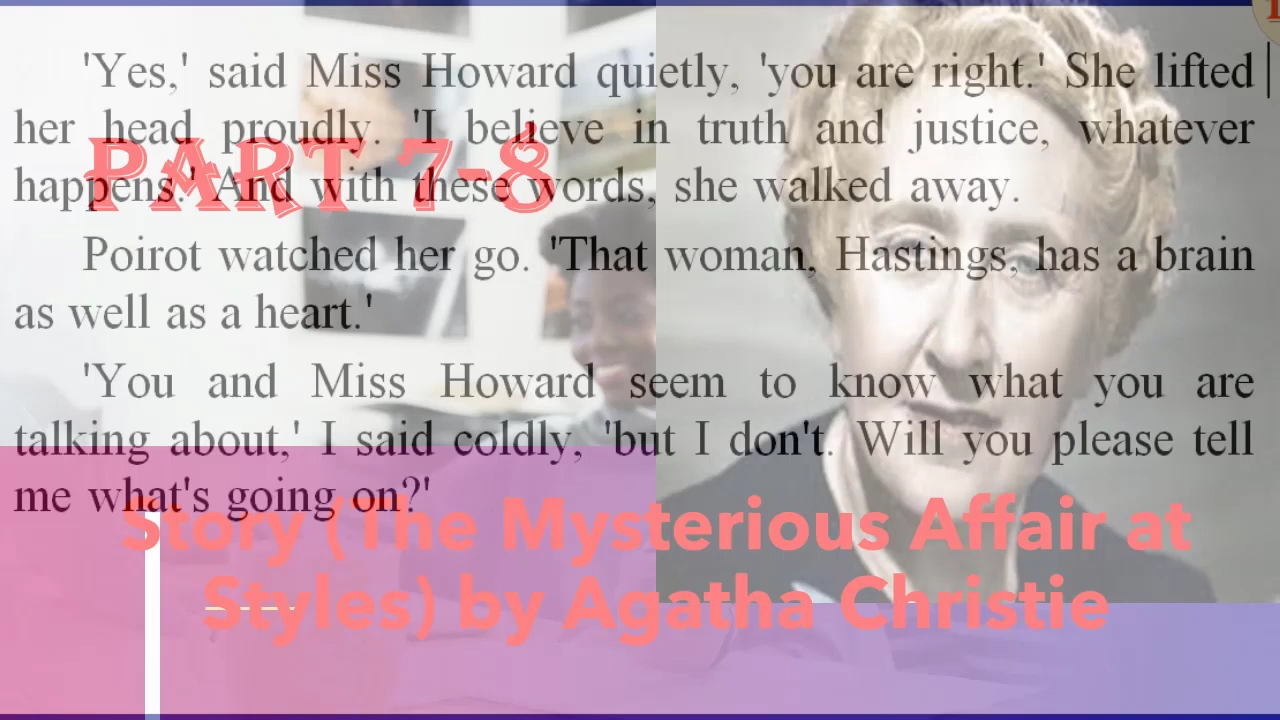 'Yes,' said Miss Howard quietly, 'you are right.' She lifted
her head proudly. 'I believe in truth and justice, whatever
PART 7-8
happens.' And with these words, she walked away.
Poirot watched her go. 'That woman, Hastings, has a brain
as well as a heart.'
'You and Miss Howard seem to know what you are
talking about,' I said coldly, 'but I don't. Will you please tell
me what's going on?'
Story (The Mysterious Affair at
Styles) by Agatha Christie